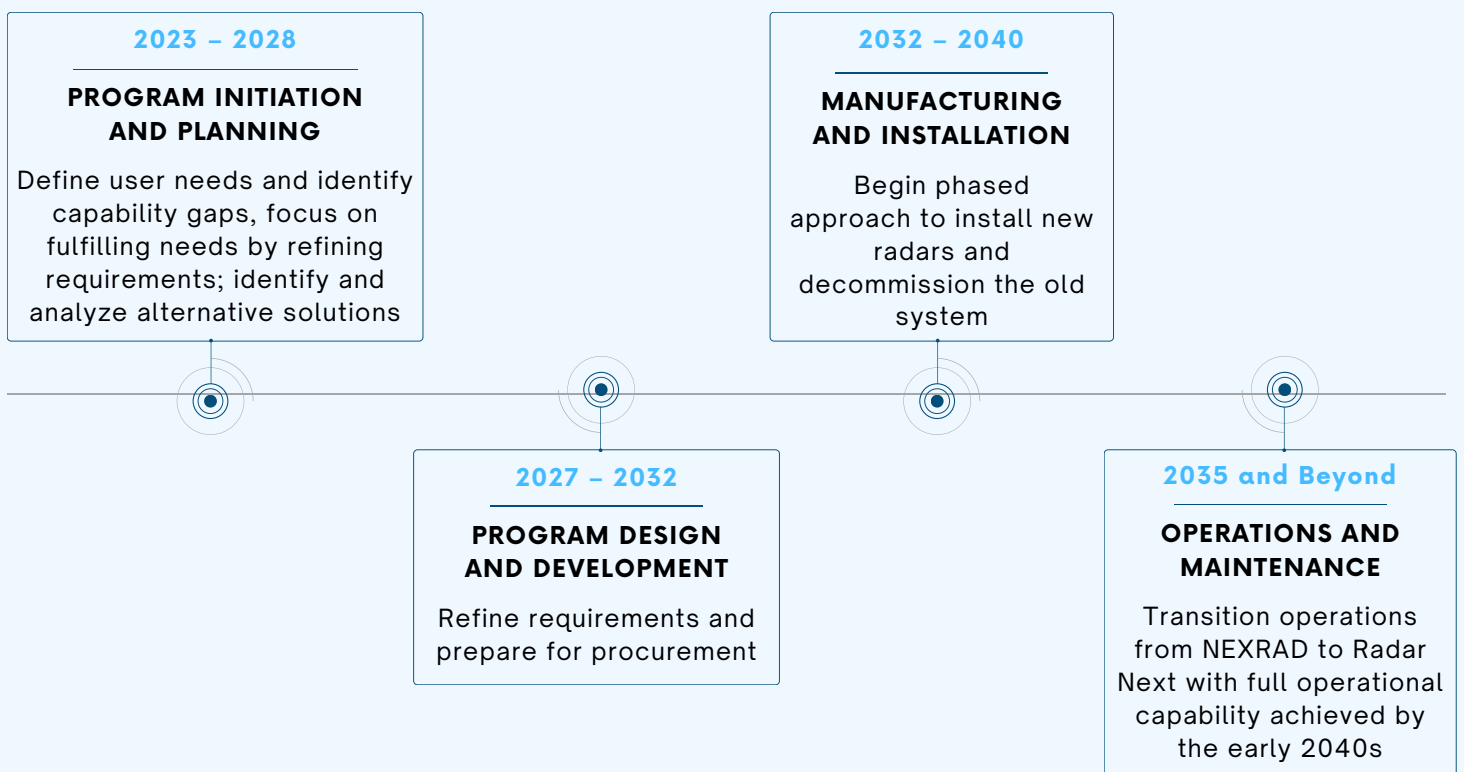 2023 – 2028
PROGRAM INITIATION
AND PLANNING
Define user needs and identify
capability gaps, focus on
fulfilling needs by refining
requirements; identify and
analyze alternative solutions
2027 – 2032
PROGRAM DESIGN
AND DEVELOPMENT
Refine requirements and
prepare for procurement
2032 – 2040
MANUFACTURING
AND INSTALLATION
Begin phased
approach to install new
radars and
decommission the old
system
2035 and Beyond
OPERATIONS AND
MAINTENANCE
Transition operations
from NEXRAD to Radar
Next with full operational
capability achieved by
the early 2040s